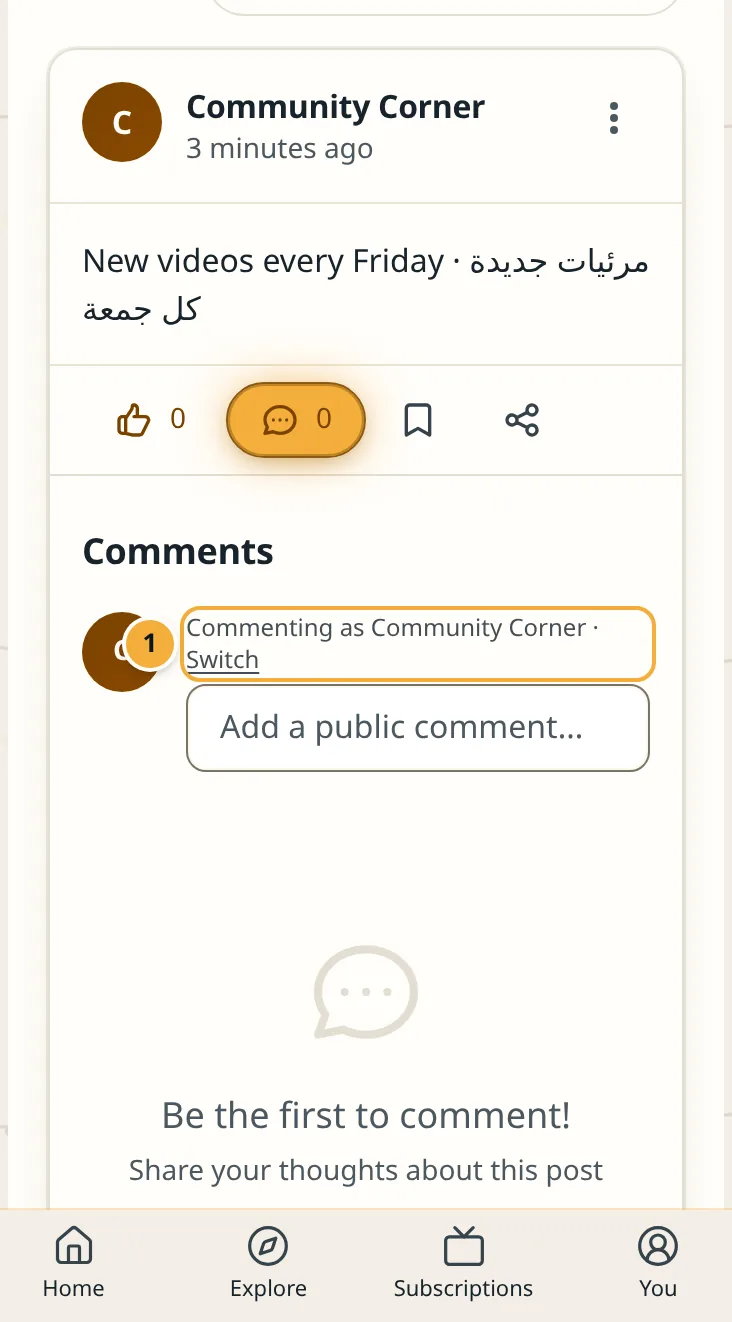 C
Community Corner
3 minutes ago
New videos every Friday · مرئيات جديدة
كل جمعة
0
0
Comments
1
Commenting as Community Corner ·
Switch
Add a public comment...
Be the first to comment!
Share your thoughts about this post
Home
Explore
Subscriptions
You